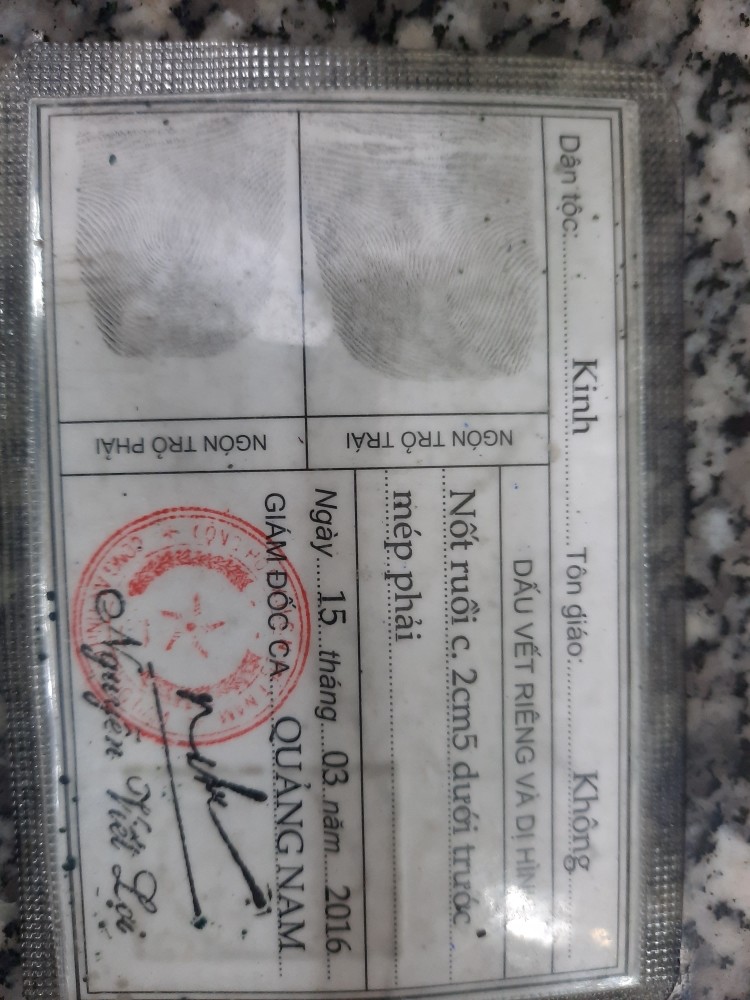 Dân tộc: Kinh Tôn giáo: Không
NGÓN TRỎ TRÁI
NGÓN TRỎ PHẢI
DẤU VẾT RIÊNG VÀ DỊ HÌNH
Nốt ruồi c. 2cm5 dưới trước
mép phải
Ngày 15 tháng 03 năm 2016
GIÁM ĐỐC CA QUẢNG NAM
Nguyễn Viết Lợi